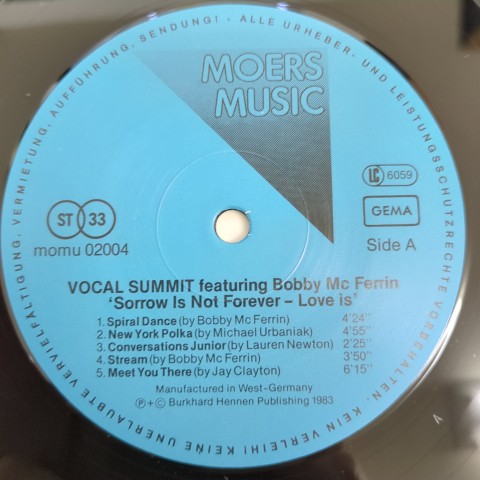 KEINE UNERLAUBTE VERVIELFÄLTIGUNG, VERMIETUNG, AUFFÜHRUNG, SENDUNG! - ALLE URHEBER- UND LEISTUNGSSCHUTZRECHTE VORBEHALTEN - KEIN VERLEIH!
MOERS
MUSIC
LC 6059
ST 33
GEMA
momu 02004
Side A
VOCAL SUMMIT featuring Bobby Mc Ferrin
'Sorrow Is Not Forever – Love is'
1. Spiral Dance (by Bobby Mc Ferrin) 4'24''
2. New York Polka (by Michael Urbaniak) 4'55''
3. Conversations Junior (by Lauren Newton) 2'25''
4. Stream (by Bobby Mc Ferrin) 3'50''
5. Meet You There (by Jay Clayton) 6'15''
Manufactured in West-Germany
Ⓟ+© Burkhard Hennen Publishing 1983